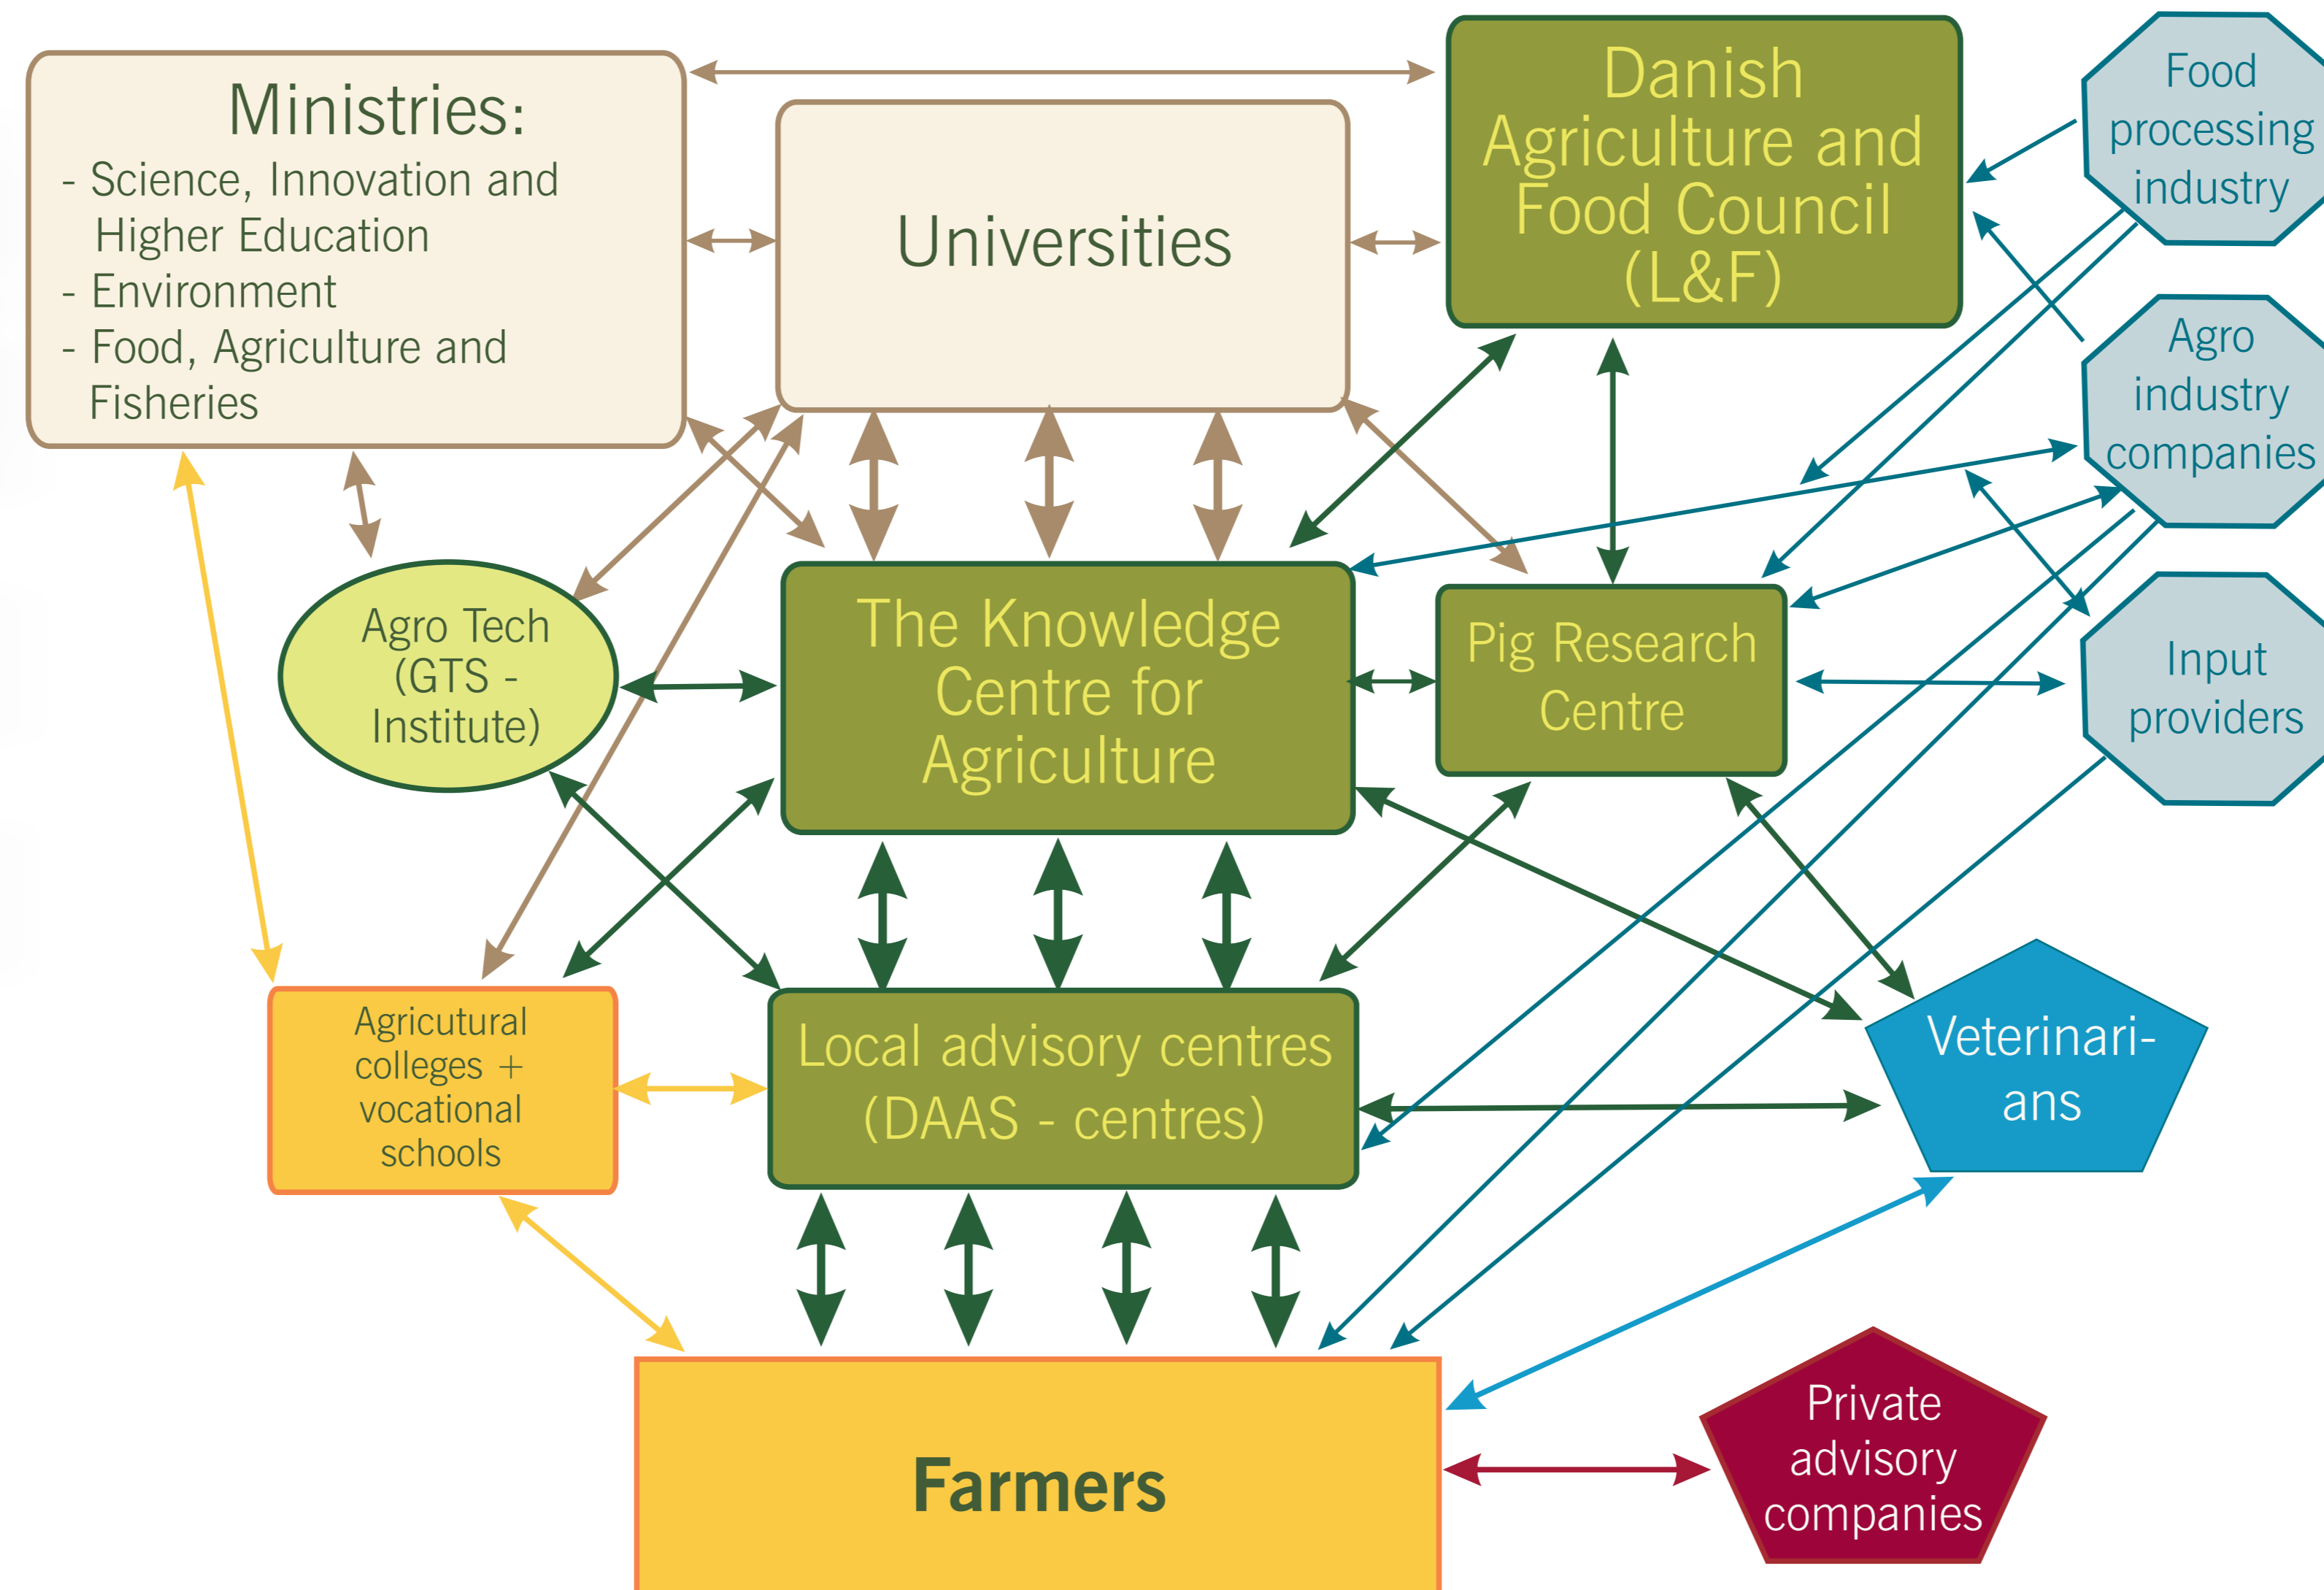 Ministries:
- Science, Innovation and
Higher Education
- Environment
- Food, Agriculture and
Fisheries
Universities
Danish
Agriculture and
Food Council
(L&F)
Food
processing
industry
Agro
industry
companies
Input
providers
Agro Tech
(GTS -
Institute)
The Knowledge
Centre for
Agriculture
Pig Research
Centre
Agricutural
colleges +
vocational
schools
Local advisory centres
(DAAS - centres)
Veterinari-
ans
Farmers
Private
advisory
companies